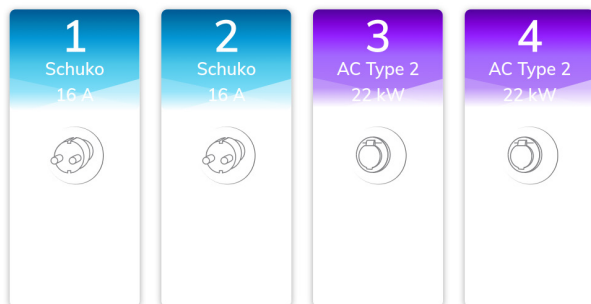 1
Schuko
16 A
2
Schuko
16 A
3
AC Type 2
22 kW
4
AC Type 2
22 kW